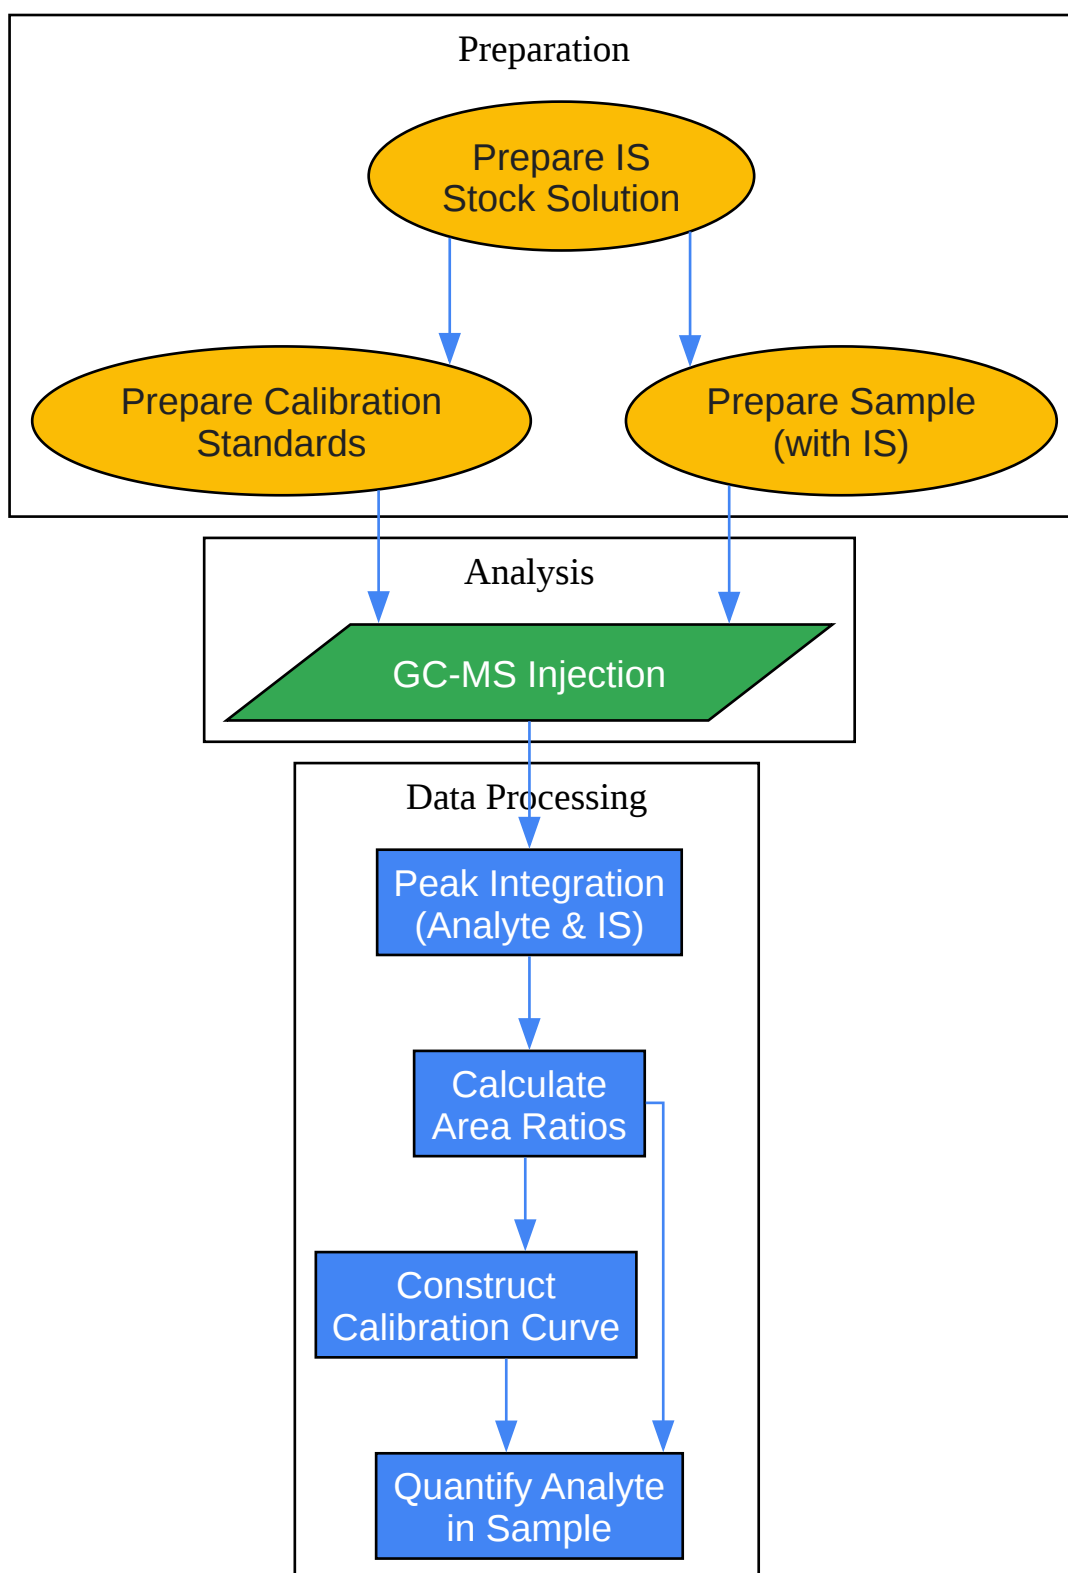 Preparation
Prepare IS
Stock Solution
Prepare Calibration
Standards
Prepare Sample
(with IS)
Analysis
GC-MS Injection
Data Processing
Peak Integration
(Analyte & IS)
Calculate
Area Ratios
Construct
Calibration Curve
Quantify Analyte
in Sample